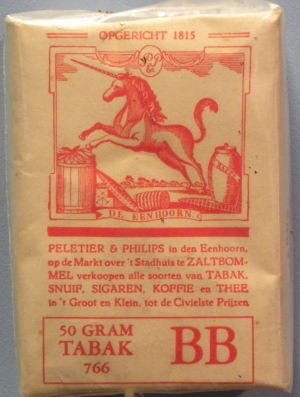 OPGERICHT 1815
P&P
DE EENHOORN
PELETIER & PHILIPS in den Eenhoorn,
op de Markt over 't Stadhuis te ZALTBOM-
MEL verkoopen alle soorten van TABAK,
SNUIF, SIGAREN, KOFFIE en THEE
in 't Groot en Klein, tot de Civielste Prijzen.
50 GRAM
TABAK
766
BB